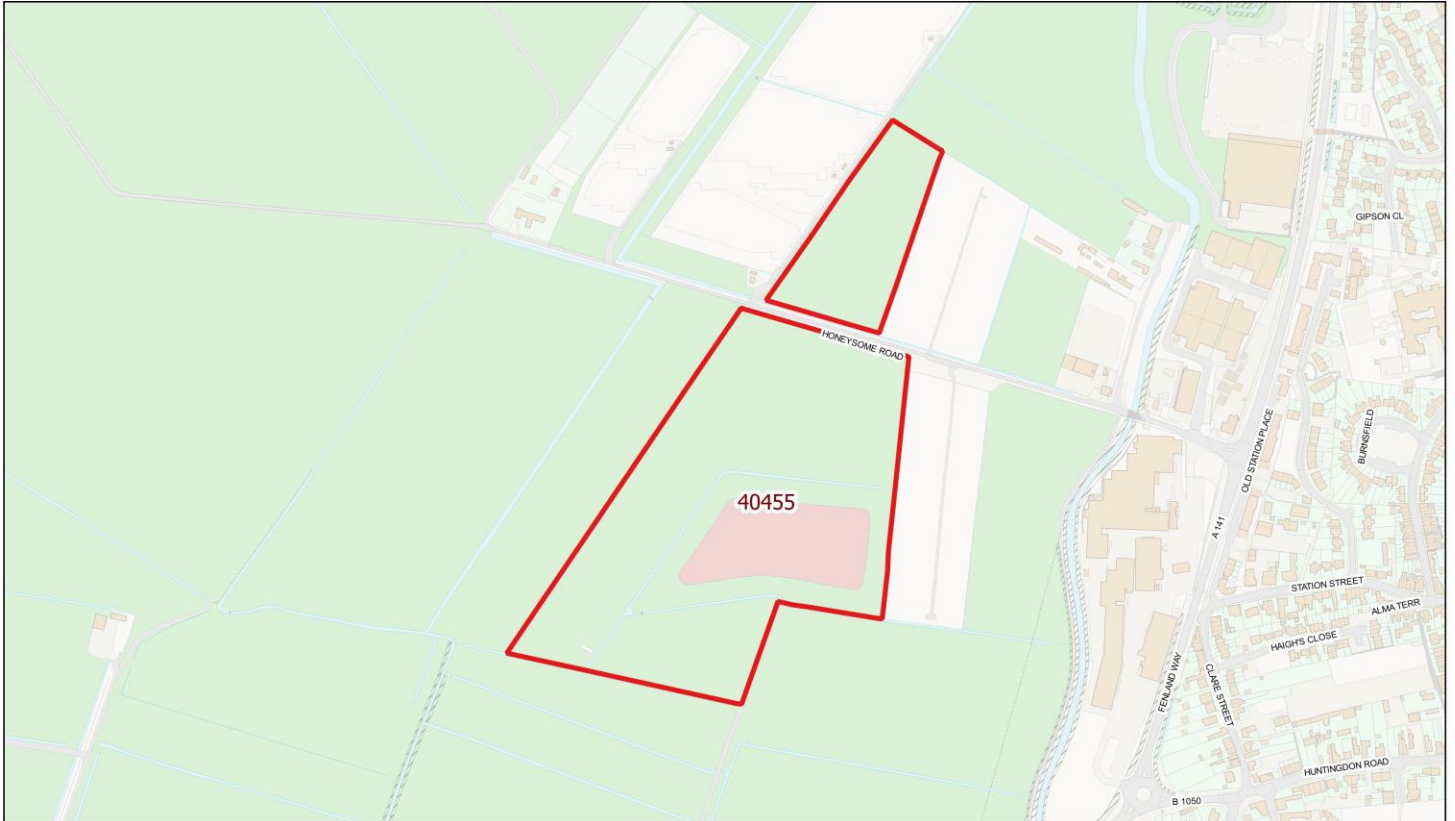 GIPSON CL
HONEYSOME ROAD
OLD STATION PLACE
BURNSFIELD
40455
A 141
STATION STREET
ALMA TERR
HAIGH'S CLOSE
FENLAND WAY
CLARE STREET
HUNTINGDON ROAD
B 1050